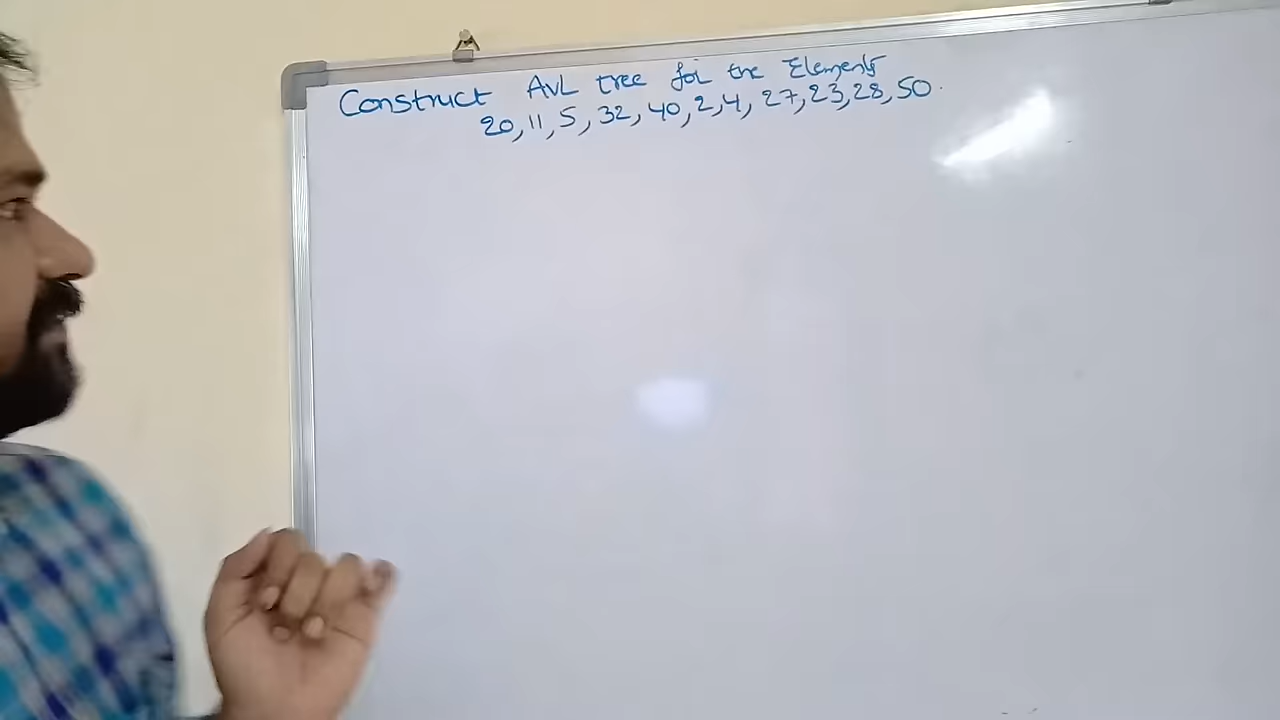 Construct AVL tree for the Elements
20, 11, 5, 32, 40, 2, 4, 27, 23, 28, 50.